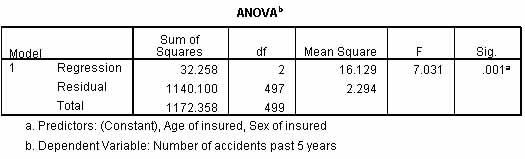 ANOVAb
Model Sum of Squares df Mean Square F Sig.
1 Regression 32.258 2 16.129 7.031 .001a
Residual 1140.100 497 2.294
Total 1172.358 499
a. Predictors: (Constant), Age of insured, Sex of insured
b. Dependent Variable: Number of accidents past 5 years